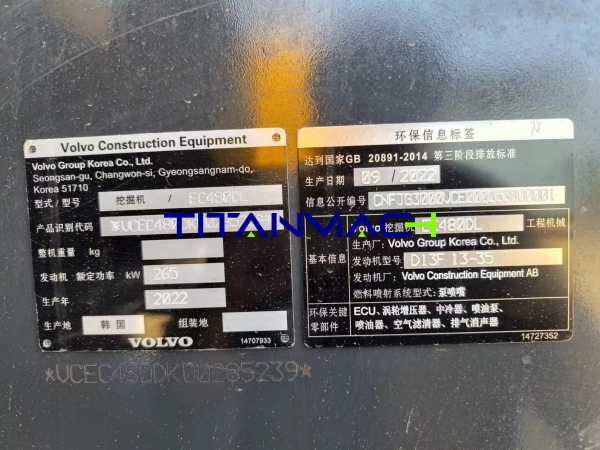 Volvo Construction Equipment
Volvo Group Korea Co., Ltd.
Seongsan-gu, Changwon-si, Gyeongsangnam-do,
Korea 51710
型式/型号 挖掘机 / EC480DL
产品识别代码
整机重量 kg
发动机 额定功率 kW 265
生产年 2022
生产地 韩国 组装地
VOLVO 14707933
环保信息标签
达到国家GB 20891-2014 第三阶段排放标准
生产日期 09 / 2022
信息公开编号
基本信息
Volvo 挖掘机 EC480DL 工程机械
生产厂: Volvo Group Korea Co., Ltd.
发动机型号 D13F 13-35
发动机厂: Volvo Construction Equipment AB
燃料喷射系统型式: 泵喷嘴
环保关键零部件
ECU、涡轮增压器、中冷器、喷油泵、
喷油器、空气滤清器、排气消声器
14727352
TITANMACH
*VCEC480DK00265239*